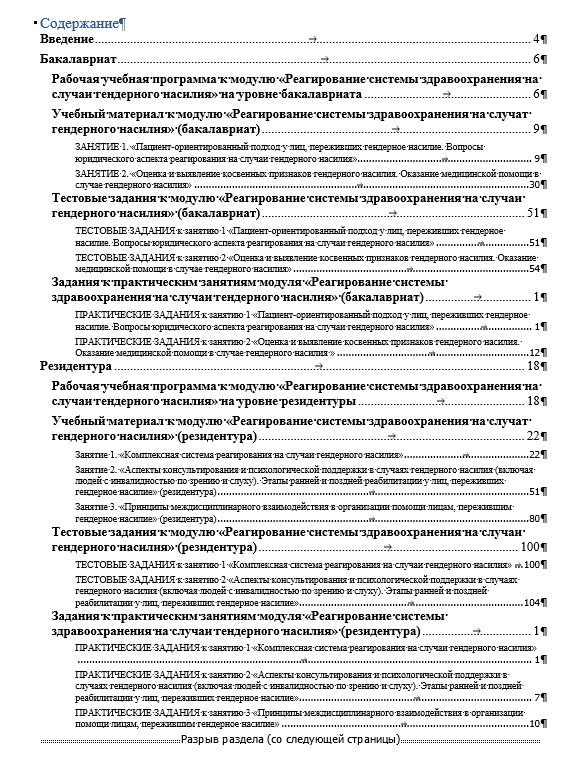 Содержание¶
Введение → 4¶
Бакалавриат → 6¶
Рабочая учебная программа к модулю «Реагирование системы здравоохранения на
случаи гендерного насилия» на уровне бакалавриата → 6¶
Учебный материал к модулю «Реагирование системы здравоохранения на случаи
гендерного насилия» (бакалавриат) → 9¶
ЗАНЯТИЕ 1. «Пациент-ориентированный подход у лиц, переживших гендерное насилие. Вопросы
юридического аспекта реагирования на случаи гендерного насилия» → 9¶
ЗАНЯТИЕ 2. «Оценка и выявление косвенных признаков гендерного насилия. Оказание медицинской помощи в
случае гендерного насилия» → 30¶
Тестовые задания к модулю «Реагирование системы здравоохранения на случаи
гендерного насилия» (бакалавриат) → 51¶
ТЕСТОВЫЕ ЗАДАНИЯ к занятию 1 «Пациент-ориентированный подход у лиц, переживших гендерное
насилие. Вопросы юридического аспекта реагирования на случаи гендерного насилия» → 51¶
ТЕСТОВЫЕ ЗАДАНИЯ к занятию 2 «Оценка и выявление косвенных признаков гендерного насилия. Оказание
медицинской помощи в случае гендерного насилия» → 54¶
Задания к практическим занятиям модуля «Реагирование системы
здравоохранения на случаи гендерного насилия» (бакалавриат) → 1¶
ПРАКТИЧЕСКИЕ ЗАДАНИЯ к занятию 1 «Пациент-ориентированный подход у лиц, переживших гендерное
насилие. Вопросы юридического аспекта реагирования на случаи гендерного насилия» → 1¶
ПРАКТИЧЕСКИЕ ЗАДАНИЯ к занятию 2 «Оценка и выявление косвенных признаков гендерного насилия.
Оказание медицинской помощи в случае гендерного насилия » → 12¶
Резидентура → 18¶
Рабочая учебная программа к модулю «Реагирование системы здравоохранения на
случаи гендерного насилия» на уровне резидентуры → 18¶
Учебный материал к модулю «Реагирование системы здравоохранения на случаи
гендерного насилия» (резидентура) → 22¶
Занятие 1. «Комплексная система реагирования на случаи гендерного насилия» → 22¶
Занятие 2. «Аспекты консультирования и психологической поддержки в случаях гендерного насилия (включая
людей с инвалидностью по зрению и слуху). Этапы ранней и поздней реабилитации у лиц, переживших
гендерное насилие» (резидентура) → 51¶
Занятие 3. «Принципы междисциплинарного взаимодействия в организации помощи лицам, пережившим
гендерное насилие» (резидентура) → 80¶
Тестовые задания к модулю «Реагирование системы здравоохранения на случаи
гендерного насилия» (резидентура) → 100¶
ТЕСТОВЫЕ ЗАДАНИЯ к занятию 1 «Комплексная система реагирования на случаи гендерного насилия» → 100¶
ТЕСТОВЫЕ ЗАДАНИЯ к занятию 2 «Аспекты консультирования и психологической поддержки в случаях
гендерного насилия (включая людей с инвалидностью по зрению и слуху). Этапы ранней и поздней
реабилитации у лиц, переживших гендерное насилие» → 104¶
Задания к практическим занятиям модуля «Реагирование системы
здравоохранения на случаи гендерного насилия» (резидентура) → 1¶
ПРАКТИЧЕСКИЕ ЗАДАНИЯ к занятию 1 «Комплексная система реагирования на случаи гендерного насилия»
→ 1¶
ПРАКТИЧЕСКИЕ ЗАДАНИЯ к занятию 2 «Аспекты консультирования и психологической поддержки в
случаях гендерного насилия (включая людей с инвалидностью по зрению и слуху). Этапы ранней и поздней
реабилитации у лиц, переживших гендерное насилие» → 7¶
ПРАКТИЧЕСКИЕ ЗАДАНИЯ к занятию 3 «Принципы междисциплинарного взаимодействия в организации
помощи лицам, пережившим гендерное насилие» → 10¶
Разрыв раздела (со следующей страницы)